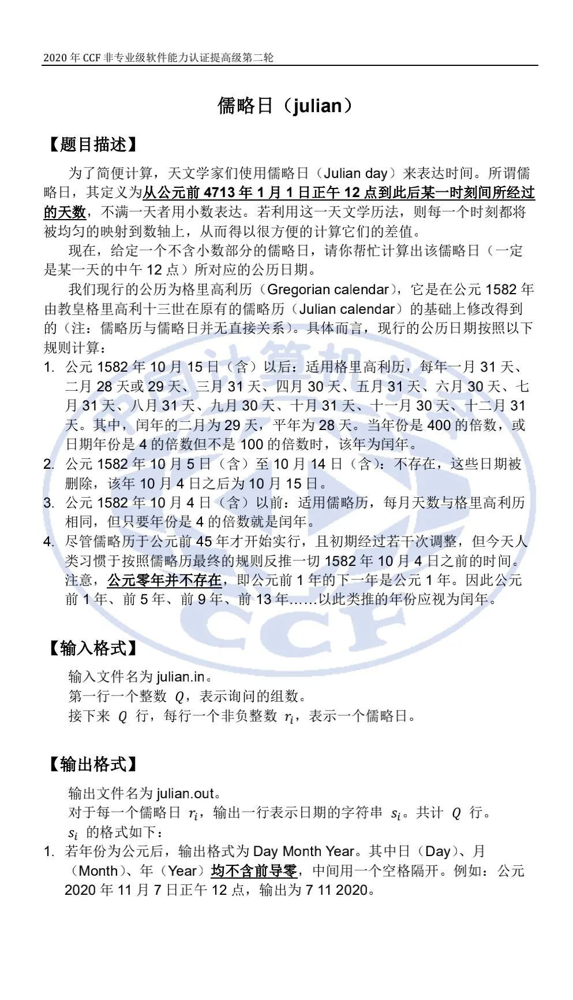 2020 年 CCF 非专业级软件能力认证提高级第二轮
儒略日（julian）
【题目描述】
为了简便计算，天文学家们使用儒略日（Julian day）来表达时间。所谓儒
略日，其定义为从公元前 4713 年 1 月 1 日正午 12 点到此后某一时刻间所经过
的天数，不满一天者用小数表达。若利用这一天文学历法，则每一个时刻都将
被均匀的映射到数轴上，从而得以很方便的计算它们的差值。
现在，给定一个不含小数部分的儒略日，请你帮忙计算出该儒略日（一定
是某一天的中午 12 点）所对应的公历日期。
我们现行的公历为格里高利历（Gregorian calendar），它是在公元 1582 年
由教皇格里高利十三世在原有的儒略历（Julian calendar）的基础上修改得到
的（注：儒略历与儒略日并无直接关系）。具体而言，现行的公历日期按照以下
规则计算：
1. 公元 1582 年 10 月 15 日（含）以后：适用格里高利历，每年一月 31 天、
二月 28 天或 29 天、三月 31 天、四月 30 天、五月 31 天、六月 30 天、七
月 31 天、八月 31 天、九月 30 天、十月 31 天、十一月 30 天、十二月 31
天。其中，闰年的二月为 29 天，平年为 28 天。当年份是 400 的倍数，或
日期年份是 4 的倍数但不是 100 的倍数时，该年为闰年。
2. 公元 1582 年 10 月 5 日（含）至 10 月 14 日（含）：不存在，这些日期被
删除，该年 10 月 4 日之后为 10 月 15 日。
3. 公元 1582 年 10 月 4 日（含）以前：适用儒略历，每月天数与格里高利历
相同，但只要年份是 4 的倍数就是闰年。
4. 尽管儒略历于公元前 45 年才开始实行，且初期经过若干次调整，但今天人
类习惯于按照儒略历最终的规则反推一切 1582 年 10 月 4 日之前的时间。
注意，公元零年并不存在，即公元前 1 年的下一年是公元 1 年。因此公元
前 1 年、前 5 年、前 9 年、前 13 年……以此类推的年份应视为闰年。
中国计算机学会
CCF
【输入格式】
输入文件名为 julian.in。
第一行一个整数 Q，表示询问的组数。
接下来 Q 行，每行一个非负整数 rᵢ，表示一个儒略日。
【输出格式】
输出文件名为 julian.out。
对于每一个儒略日 rᵢ，输出一行表示日期的字符串 sᵢ。共计 Q 行。
sᵢ 的格式如下：
1. 若年份为公元后，输出格式为 Day Month Year。其中日（Day）、月
（Month）、年（Year）均不含前导零，中间用一个空格隔开。例如：公元
2020 年 11 月 7 日正午 12 点，输出为 7 11 2020。